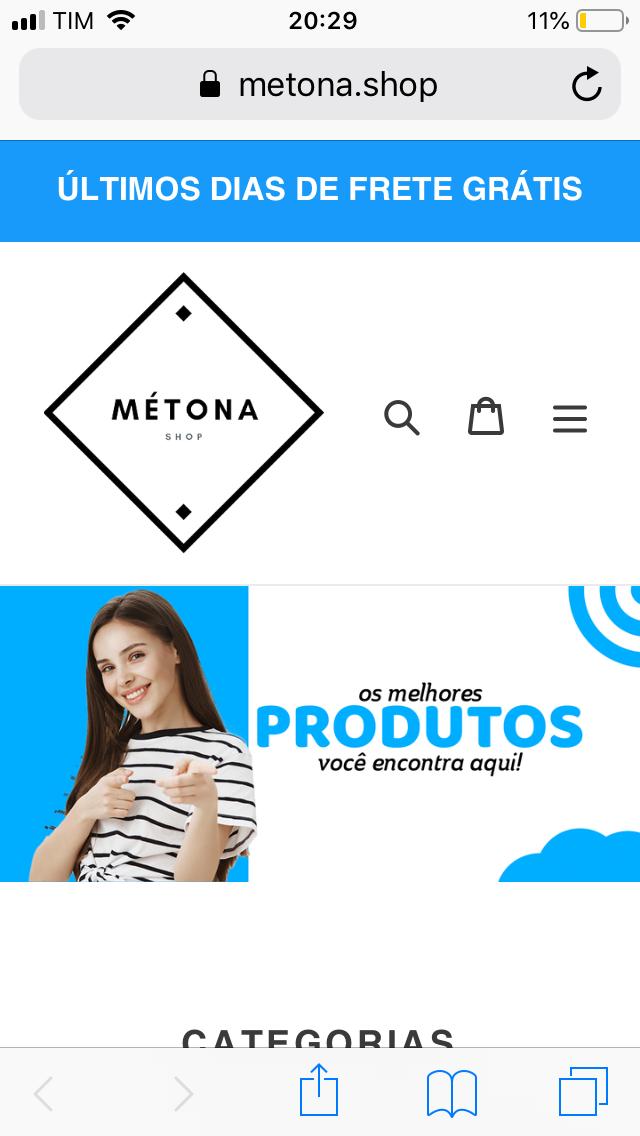 TIM 20:29 11%
metona.shop
ÚLTIMOS DIAS DE FRETE GRÁTIS
MÉTONA
SHOP
os melhores
PRODUTOS
você encontra aqui!
CATEGORIAS